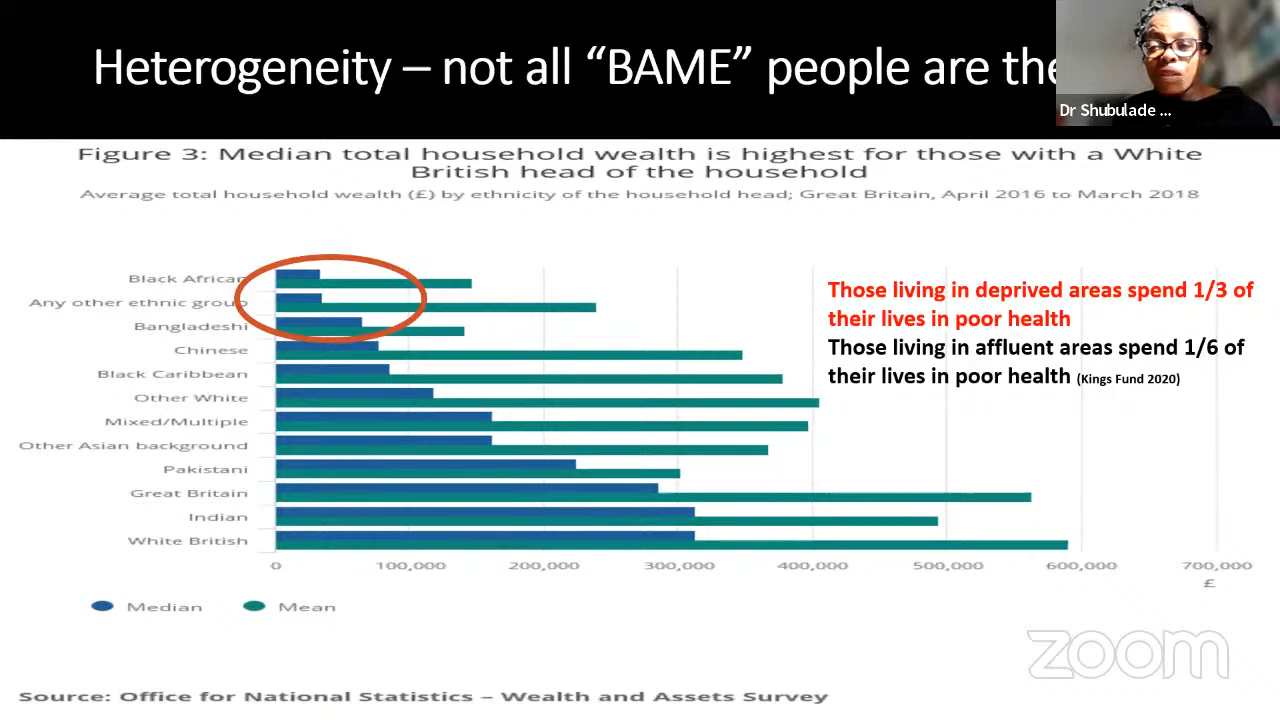 Heterogeneity – not all “BAME” people are the
Dr Shubulade ...
Figure 3: Median total household wealth is highest for those with a White
British head of the household
Average total household wealth (£) by ethnicity of the household head; Great Britain, April 2016 to March 2018
Black African
Any other ethnic group
Bangladeshi
Chinese
Black Caribbean
Other White
Mixed/Multiple
Other Asian background
Pakistani
Great Britain
Indian
White British
0 100,000 200,000 300,000 400,000 500,000 600,000 700,000
£
Median Mean
Those living in deprived areas spend 1/3 of
their lives in poor health
Those living in affluent areas spend 1/6 of
their lives in poor health (Kings Fund 2020)
zoom
Source: Office for National Statistics – Wealth and Assets Survey